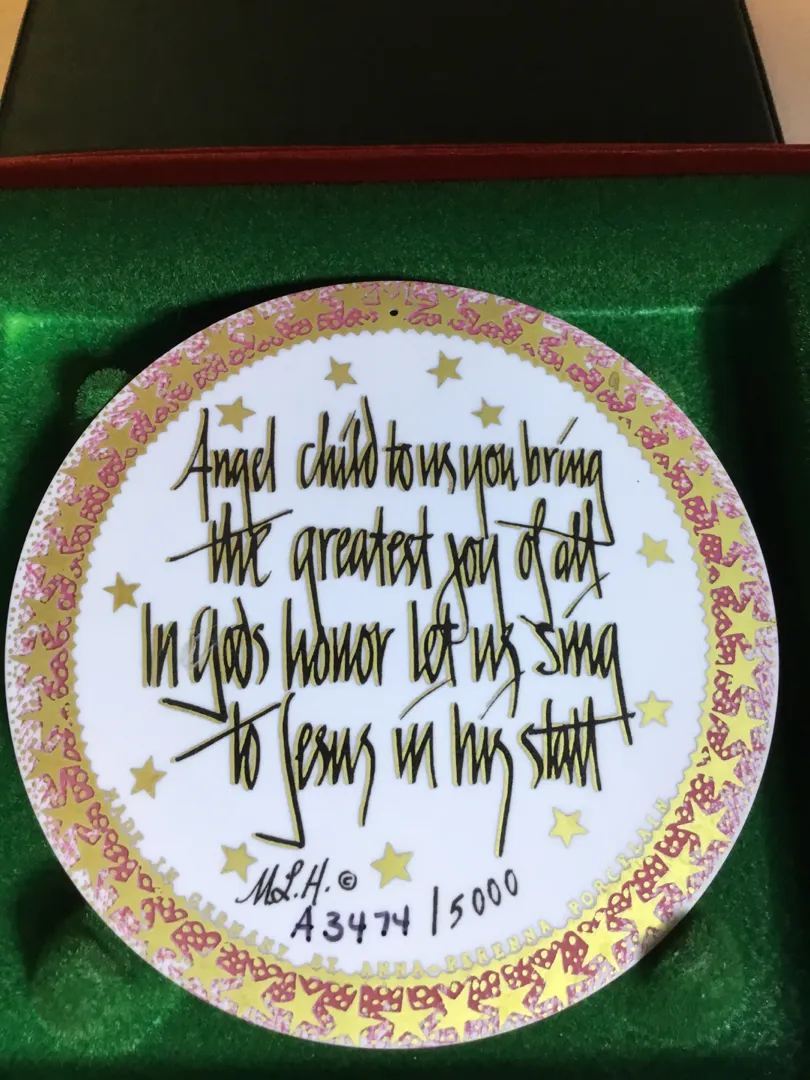 Angel child to us you bring
the greatest joy of all
In gods honor let us sing
to Jesus in his stall
M.L.H. ©
A3474 / 5000
MADE IN GERMANY BY ANNA-PERENNA PORCELAIN